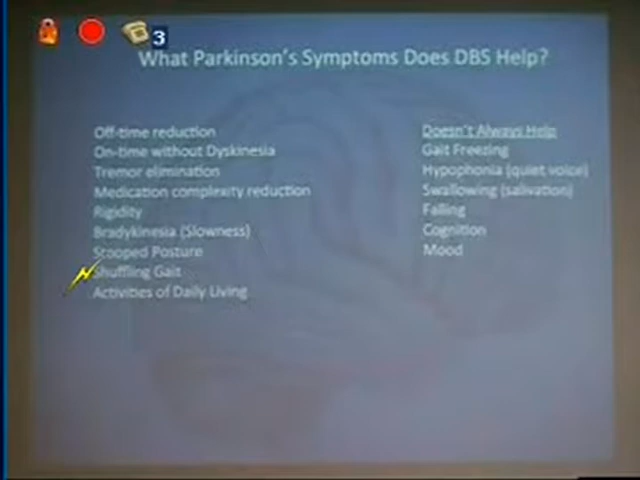 3
What Parkinson's Symptoms Does DBS Help?
Off-time reduction
On-time without Dyskinesia
Tremor elimination
Medication complexity reduction
Rigidity
Bradykinesia (Slowness)
Stooped Posture
Shuffling Gait
Activities of Daily Living
Doesn't Always Help
Gait Freezing
Hypophonia (quiet voice)
Swallowing (salivation)
Falling
Cognition
Mood